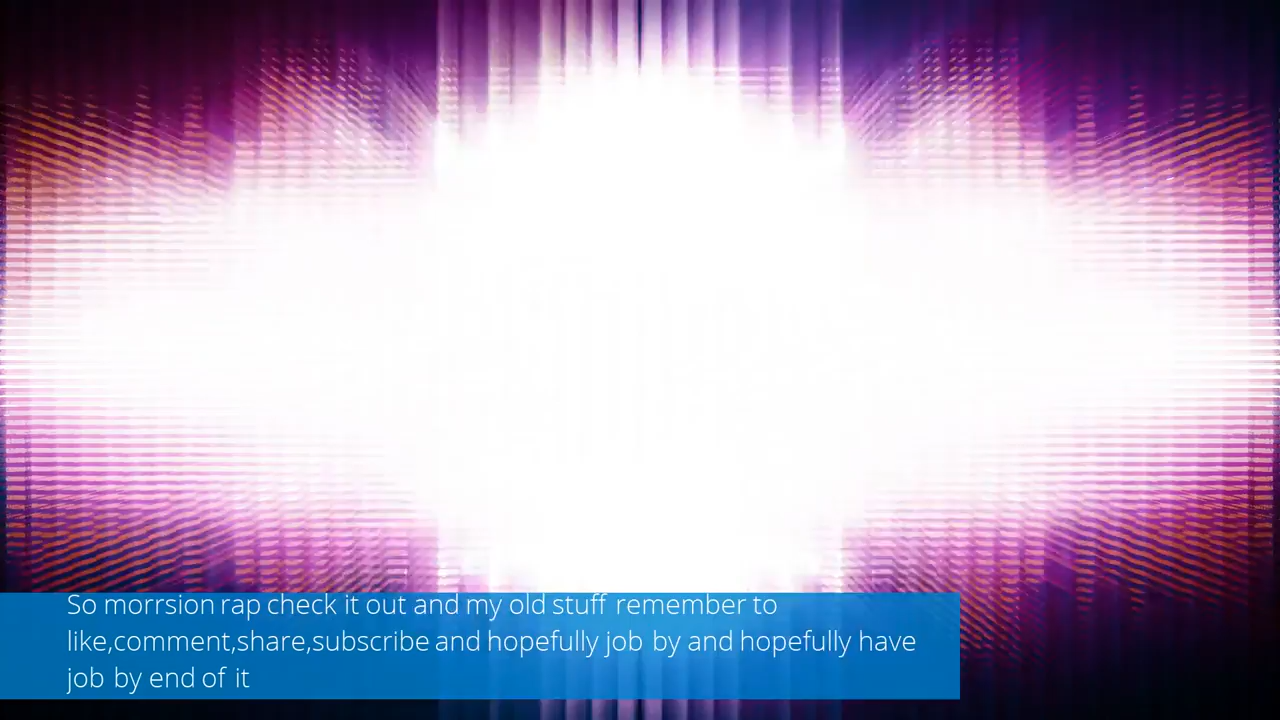 So morrsion rap check it out and my old stuff remember to
like,comment,share,subscribe and hopefully job by and hopefully have
job by end of it